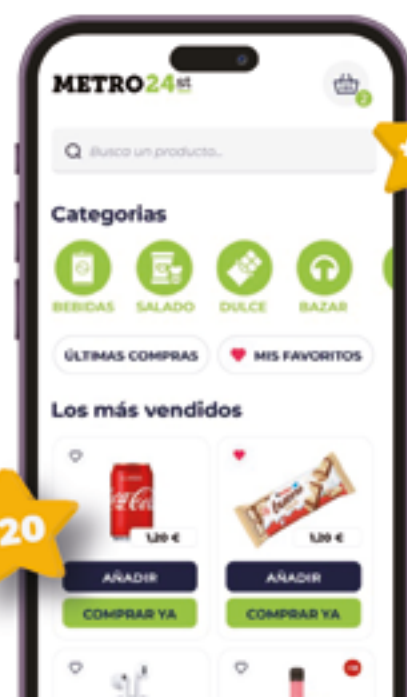 METRO24st
2
Busca un producto...
Categorias
BEBIDAS SALADO DULCE BAZAR
ÚLTIMAS COMPRAS MIS FAVORITOS
Los más vendidos
1,20 € 1,20 €
AÑADIR AÑADIR
COMPRAR YA COMPRAR YA
20